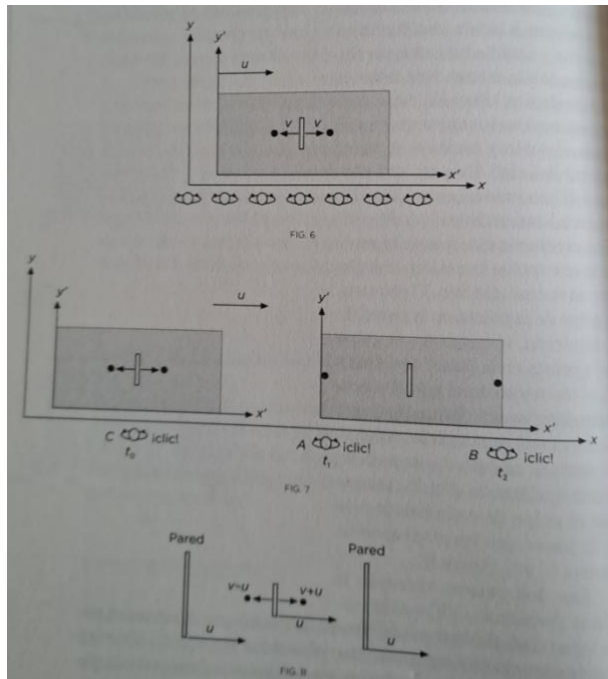 y
y'
u
v v
x'
x
FIG. 6
y
y'
u
y'
x'
x'
x
C ¡clic!
t₀
A ¡clic!
t₁
B ¡clic!
t₂
FIG. 7
Pared
Pared
v-u
v+u
u
u
u
FIG. 8